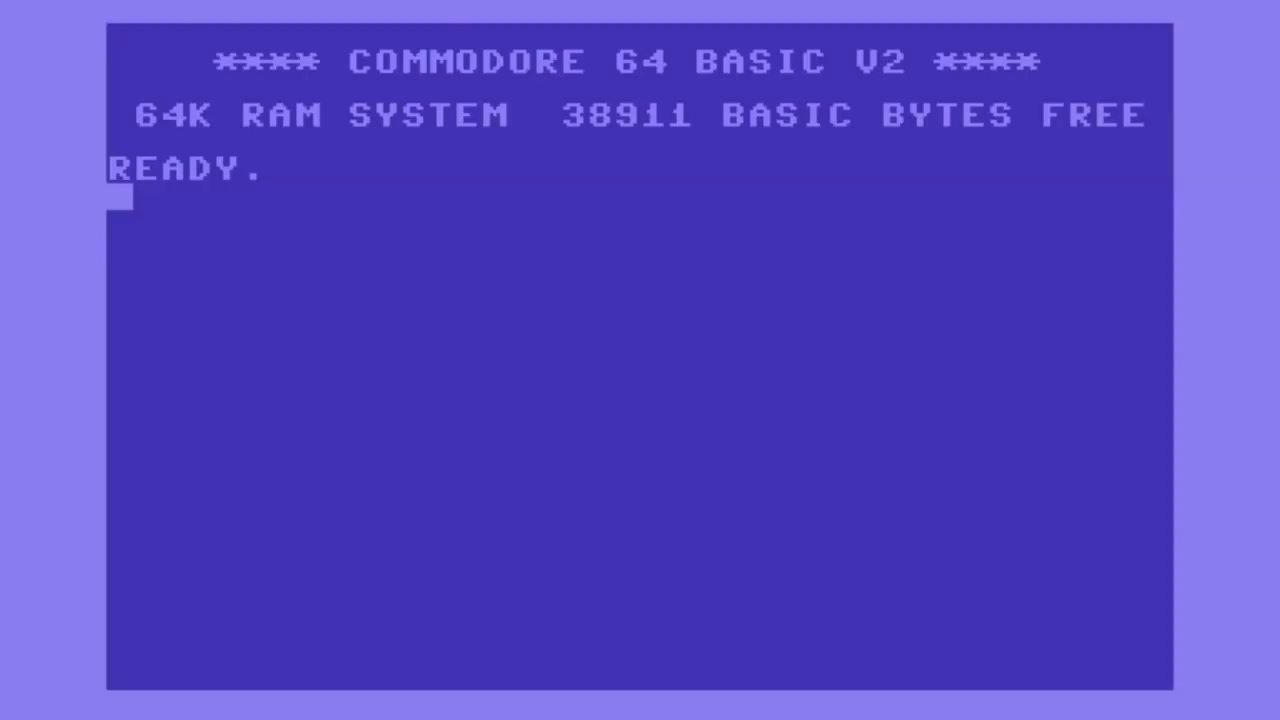 **** COMMODORE 64 BASIC V2 ****
64K RAM SYSTEM  38911 BASIC BYTES FREE
READY.